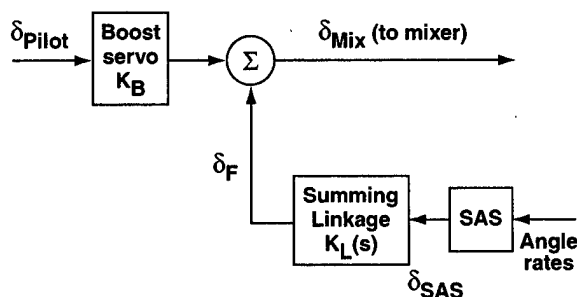 δPilot
Boost
servo
KB
Σ
δMix (to mixer)
δF
Summing
Linkage
KL(s)
SAS
Angle
rates
δSAS